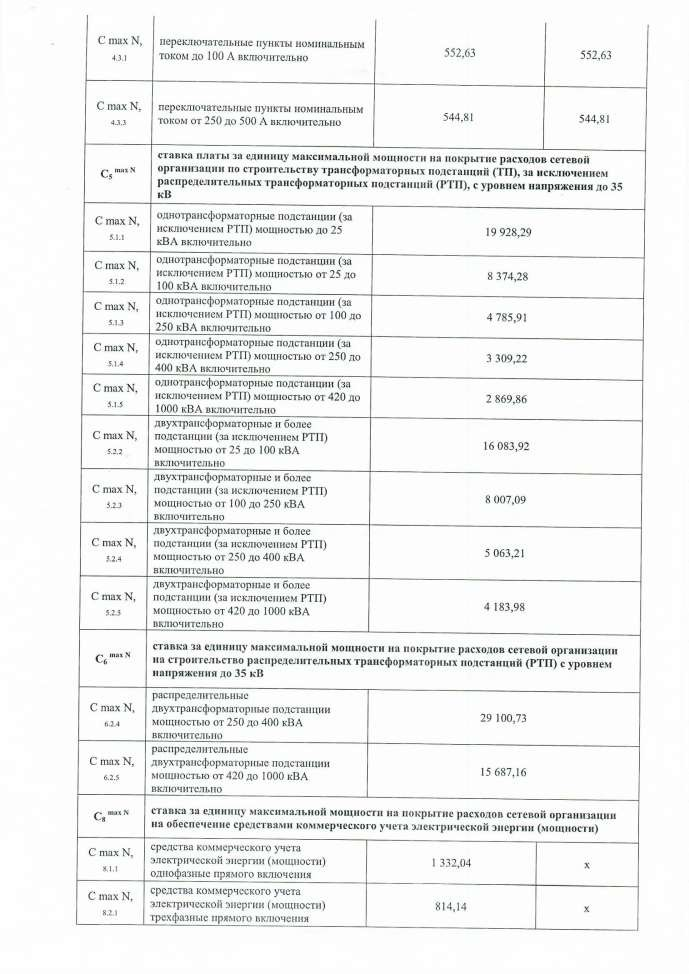 C max N, 4.3.1
переключательные пункты номинальным
током до 100 А включительно
552,63
552,63
C max N, 4.3.3
переключательные пункты номинальным
током от 250 до 500 А включительно
544,81
544,81
C5 max N
ставка платы за единицу максимальной мощности на покрытие расходов сетевой
организации по строительству трансформаторных подстанций (ТП), за исключением
распределительных трансформаторных подстанций (РТП), с уровнем напряжения до 35
кВ
C max N, 5.1.1
однотрансформаторные подстанции (за
исключением РТП) мощностью до 25
кВА включительно
19 928,29
C max N, 5.1.2
однотрансформаторные подстанции (за
исключением РТП) мощностью от 25 до
100 кВА включительно
8 374,28
C max N, 5.1.3
однотрансформаторные подстанции (за
исключением РТП) мощностью от 100 до
250 кВА включительно
4 785,91
C max N, 5.1.4
однотрансформаторные подстанции (за
исключением РТП) мощностью от 250 до
400 кВА включительно
3 309,22
C max N, 5.1.5
однотрансформаторные подстанции (за
исключением РТП) мощностью от 420 до
1000 кВА включительно
2 869,86
C max N, 5.2.2
двухтрансформаторные и более
подстанции (за исключением РТП)
мощностью от 25 до 100 кВА
включительно
16 083,92
C max N, 5.2.3
двухтрансформаторные и более
подстанции (за исключением РТП)
мощностью от 100 до 250 кВА
включительно
8 007,09
C max N, 5.2.4
двухтрансформаторные и более
подстанции (за исключением РТП)
мощностью от 250 до 400 кВА
включительно
5 063,21
C max N, 5.2.5
двухтрансформаторные и более
подстанции (за исключением РТП)
мощностью от 420 до 1000 кВА
включительно
4 183,98
C6 max N
ставка за единицу максимальной мощности на покрытие расходов сетевой организации
на строительство распределительных трансформаторных подстанций (РТП) с уровнем
напряжения до 35 кВ
C max N, 6.2.4
распределительные
двухтрансформаторные подстанции
мощностью от 250 до 400 кВА
включительно
29 100,73
C max N, 6.2.5
распределительные
двухтрансформаторные подстанции
мощностью от 420 до 1000 кВА
включительно
15 687,16
C8 max N
ставка за единицу максимальной мощности на покрытие расходов сетевой организации
на обеспечение средствами коммерческого учета электрической энергии (мощности)
C max N, 8.1.1
средства коммерческого учета
электрической энергии (мощности)
однофазные прямого включения
1 332,04
х
C max N, 8.2.1
средства коммерческого учета
электрической энергии (мощности)
трехфазные прямого включения
814,14
х